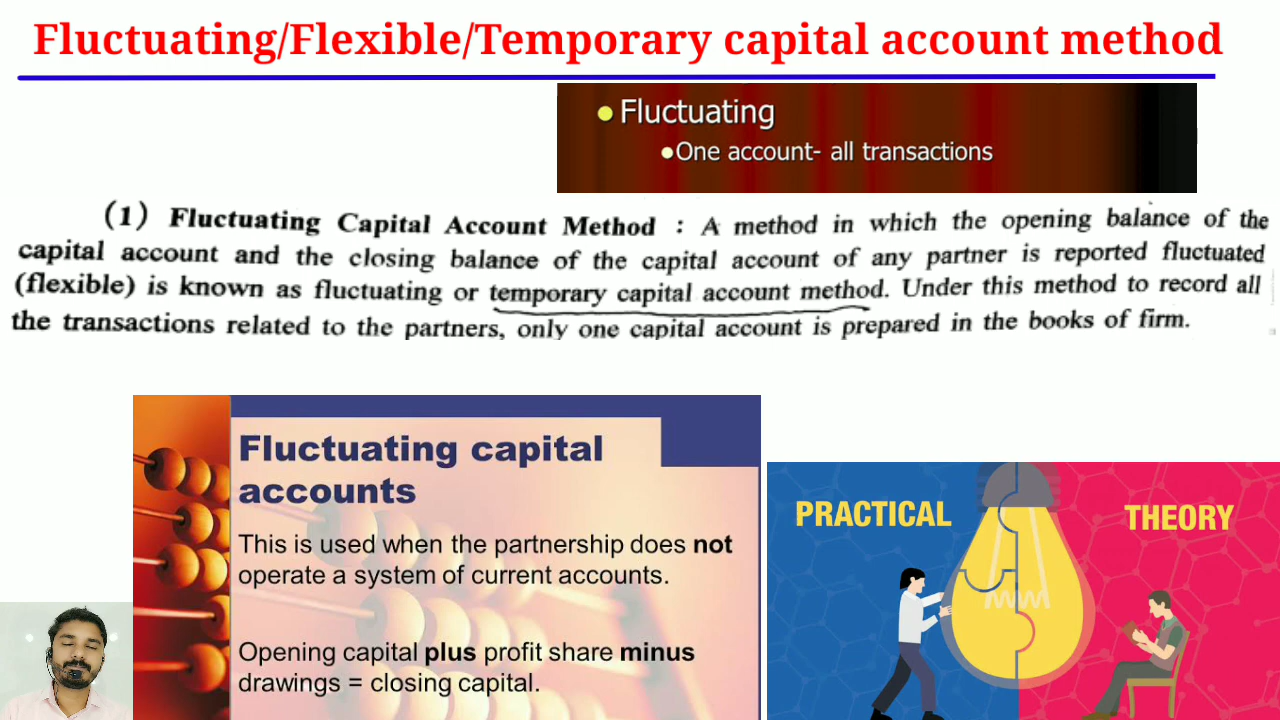 Fluctuating/Flexible/Temporary capital account method
Fluctuating
One account- all transactions
(1) Fluctuating Capital Account Method : A method in which the opening balance of the
capital account and the closing balance of the capital account of any partner is reported fluctuated
(flexible) is known as fluctuating or temporary capital account method. Under this method to record all
the transactions related to the partners, only one capital account is prepared in the books of firm.
Fluctuating capital
accounts
This is used when the partnership does not
operate a system of current accounts.
Opening capital plus profit share minus
drawings = closing capital.
PRACTICAL
THEORY